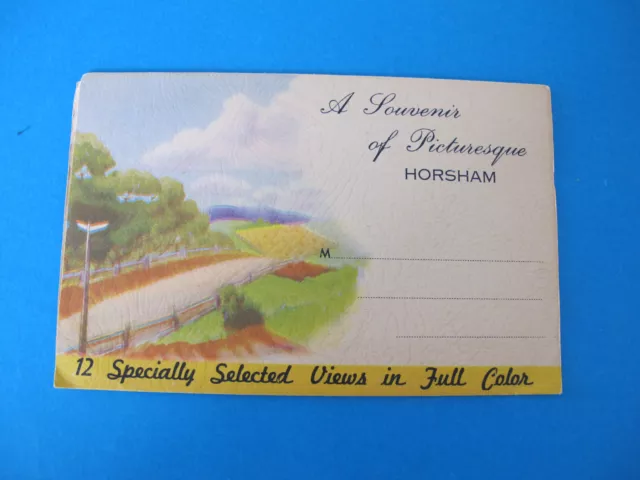 A Souvenir
of Picturesque
HORSHAM
M
12 Specially Selected Views in Full Color